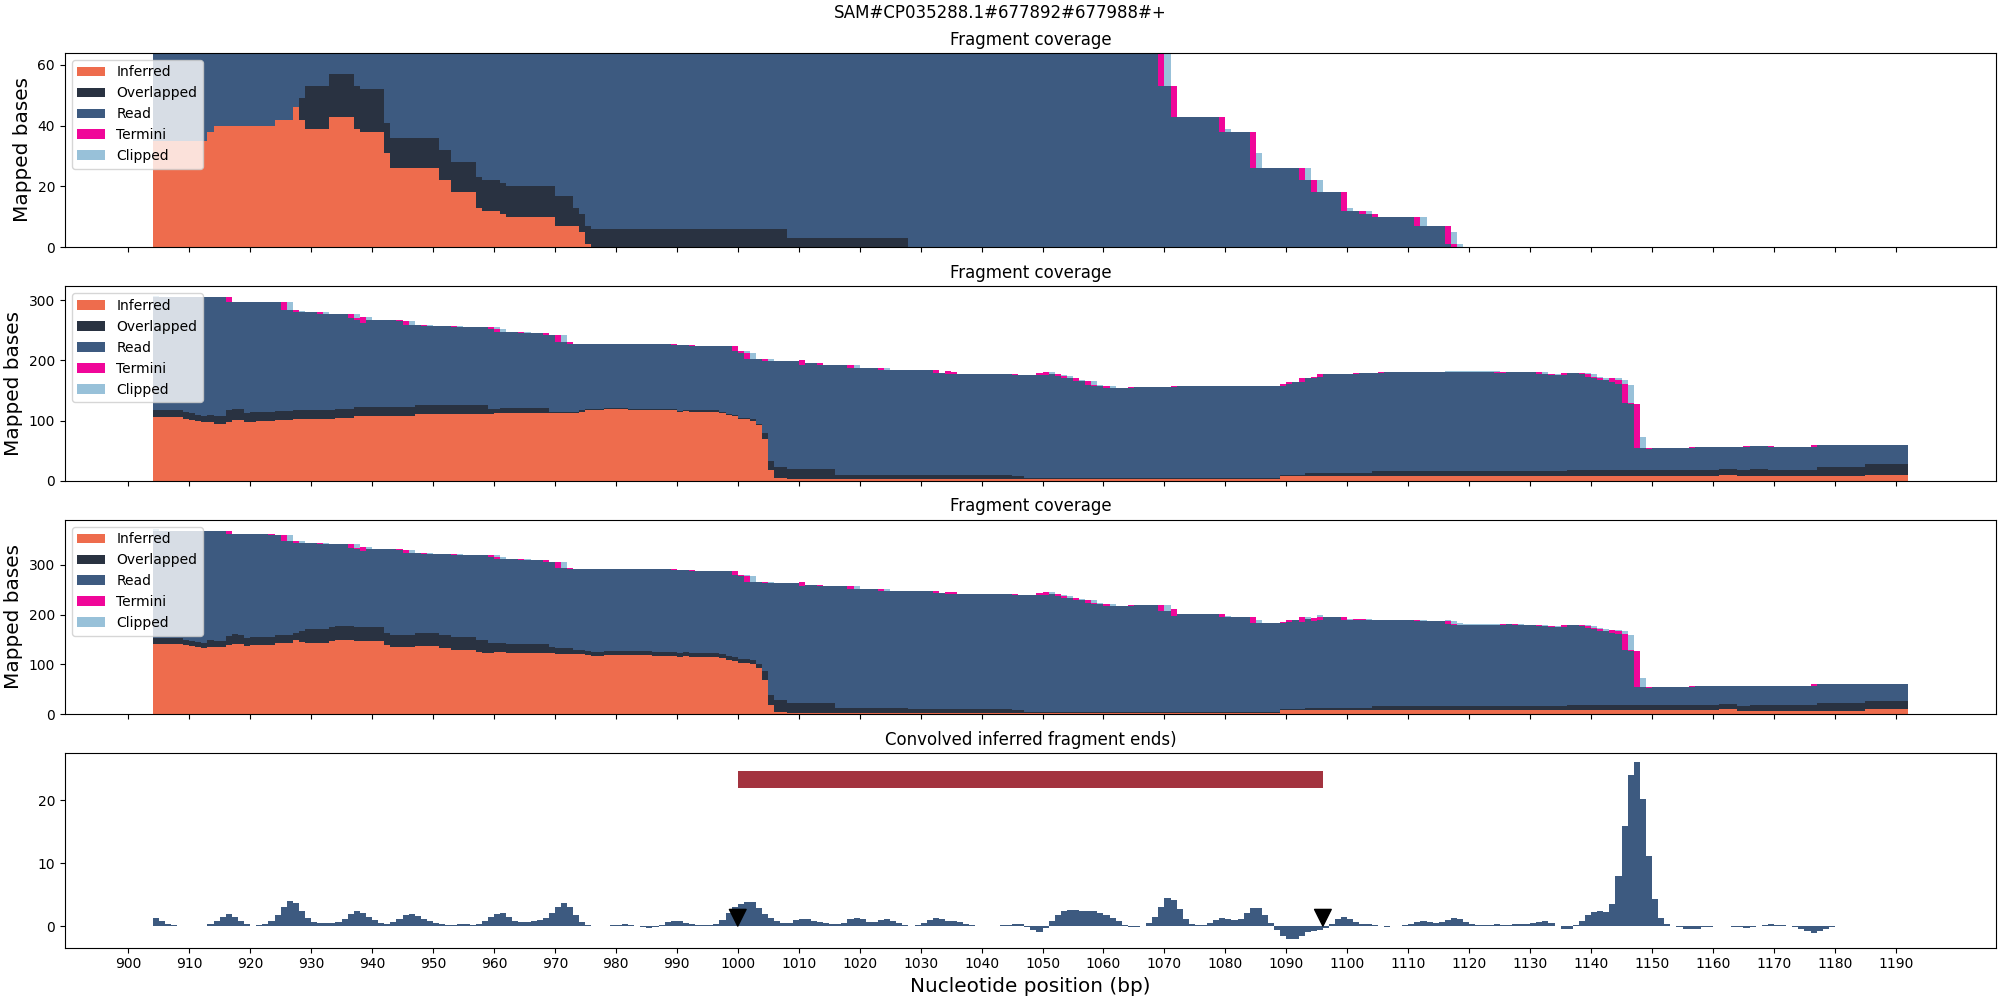 SAM#CP035288.1#677892#677988#+
Fragment coverage
Mapped bases
60
40
20
0
Inferred
Overlapped
Read
Termini
Clipped
Fragment coverage
Mapped bases
300
200
100
0
Inferred
Overlapped
Read
Termini
Clipped
Fragment coverage
Mapped bases
300
200
100
0
Inferred
Overlapped
Read
Termini
Clipped
Convolved inferred fragment ends)
20
10
0
900 910 920 930 940 950 960 970 980 990 1000 1010 1020 1030 1040 1050 1060 1070 1080 1090 1100 1110 1120 1130 1140 1150 1160 1170 1180 1190
Nucleotide position (bp)